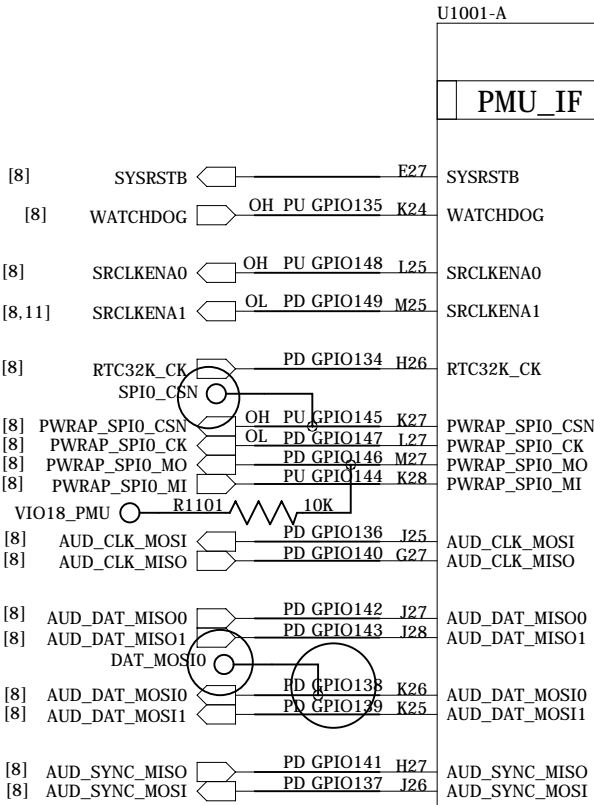 U1001-A
PMU_IF
[8] SYSRSTB E27 SYSRSTB
[8] WATCHDOG OH PU GPIO135 K24 WATCHDOG
[8] SRCLKENA0 OH PU GPIO148 L25 SRCLKENA0
[8,11] SRCLKENA1 OL PD GPIO149 M25 SRCLKENA1
[8] RTC32K_CK PD GPIO134 H26 RTC32K_CK
SPI0_CSN
[8] PWRAP_SPI0_CSN OH PU GPIO145 K27 PWRAP_SPI0_CSN
[8] PWRAP_SPI0_CK OL PD GPIO147 L27 PWRAP_SPI0_CK
[8] PWRAP_SPI0_MO PD GPIO146 M27 PWRAP_SPI0_MO
[8] PWRAP_SPI0_MI PU GPIO144 K28 PWRAP_SPI0_MI
VIO18_PMU R1101 10K
[8] AUD_CLK_MOSI PD GPIO136 J25 AUD_CLK_MOSI
[8] AUD_CLK_MISO PD GPIO140 G27 AUD_CLK_MISO
[8] AUD_DAT_MISO0 PD GPIO142 J27 AUD_DAT_MISO0
[8] AUD_DAT_MISO1 PD GPIO143 J28 AUD_DAT_MISO1
DAT_MOSI0
[8] AUD_DAT_MOSI0 PD GPIO138 K26 AUD_DAT_MOSI0
[8] AUD_DAT_MOSI1 PD GPIO139 K25 AUD_DAT_MOSI1
[8] AUD_SYNC_MISO PD GPIO141 H27 AUD_SYNC_MISO
[8] AUD_SYNC_MOSI PD GPIO137 J26 AUD_SYNC_MOSI